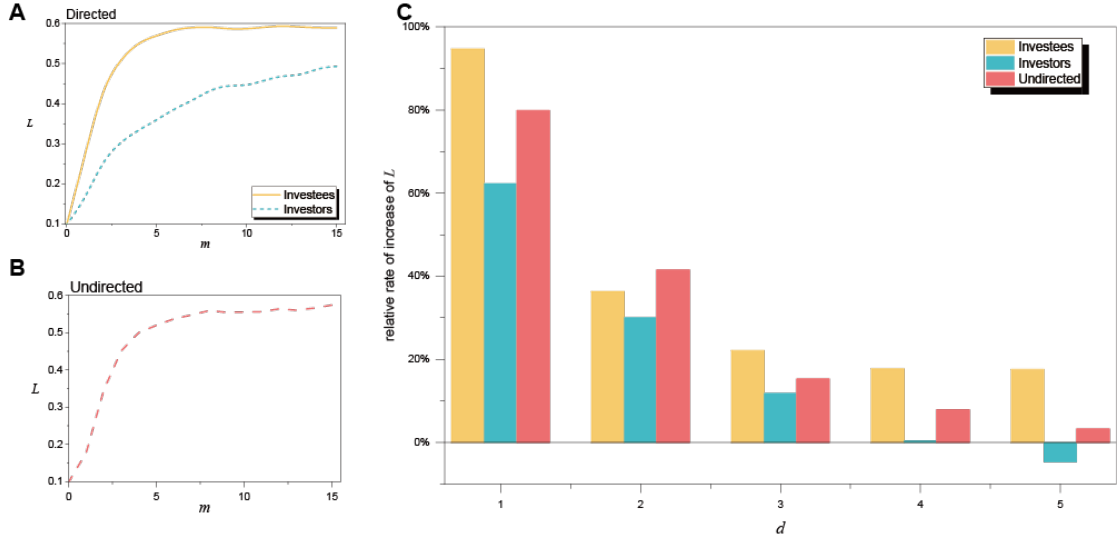 A
Directed
0.6
0.5
0.4
L
0.3
0.2
0.1
Investees
Investors
0
5
10
15
m
B
Undirected
0.6
0.5
0.4
L
0.3
0.2
0.1
0
5
10
15
m
C
100%
80%
60%
40%
20%
0%
relative rate of increase of L
Investees
Investors
Undirected
1
2
3
4
5
d